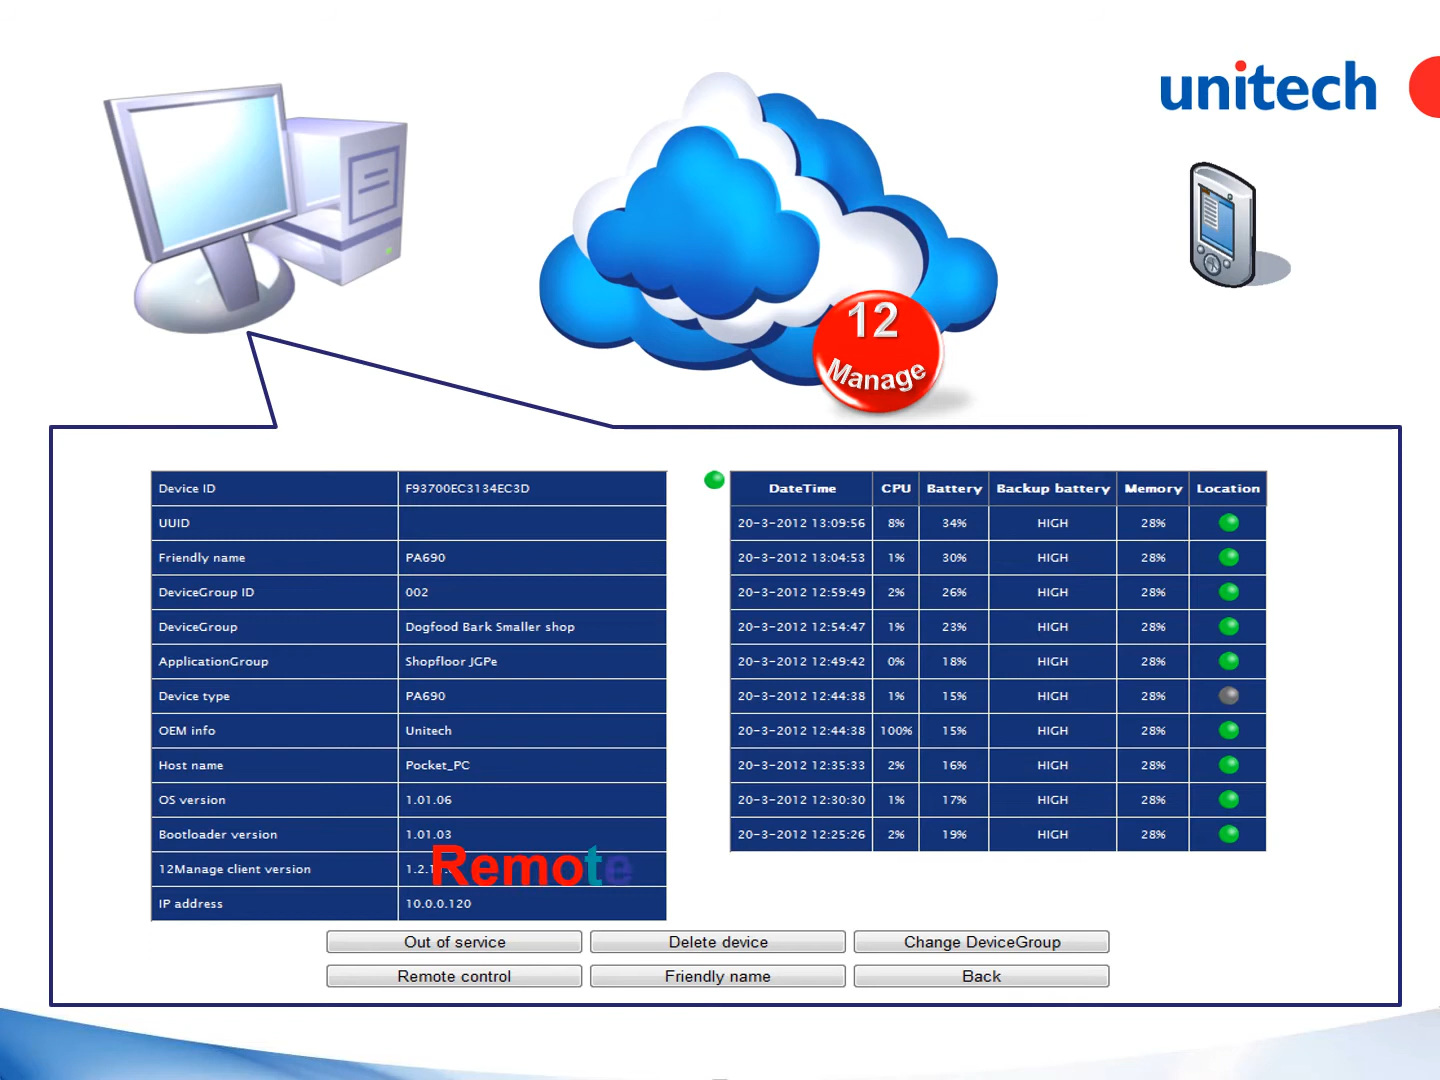 unitech
12
Manage
Device ID F93700EC3134EC3D
UUID
Friendly name PA690
DeviceGroup ID 002
DeviceGroup Dogfood Bark Smaller shop
ApplicationGroup Shopfloor JGPe
Device type PA690
OEM info Unitech
Host name Pocket_PC
OS version 1.01.06
Bootloader version 1.01.03
12Manage client version
Remote
IP address 10.0.0.120
DateTime CPU Battery Backup battery Memory Location
20-3-2012 13:09:56 8% 34% HIGH 28%
20-3-2012 13:04:53 1% 30% HIGH 28%
20-3-2012 12:59:49 2% 26% HIGH 28%
20-3-2012 12:54:47 1% 23% HIGH 28%
20-3-2012 12:49:42 0% 18% HIGH 28%
20-3-2012 12:44:38 1% 15% HIGH 28%
20-3-2012 12:44:38 100% 15% HIGH 28%
20-3-2012 12:35:33 2% 16% HIGH 28%
20-3-2012 12:30:30 1% 17% HIGH 28%
20-3-2012 12:25:26 2% 19% HIGH 28%
Out of service Delete device Change DeviceGroup
Remote control Friendly name Back